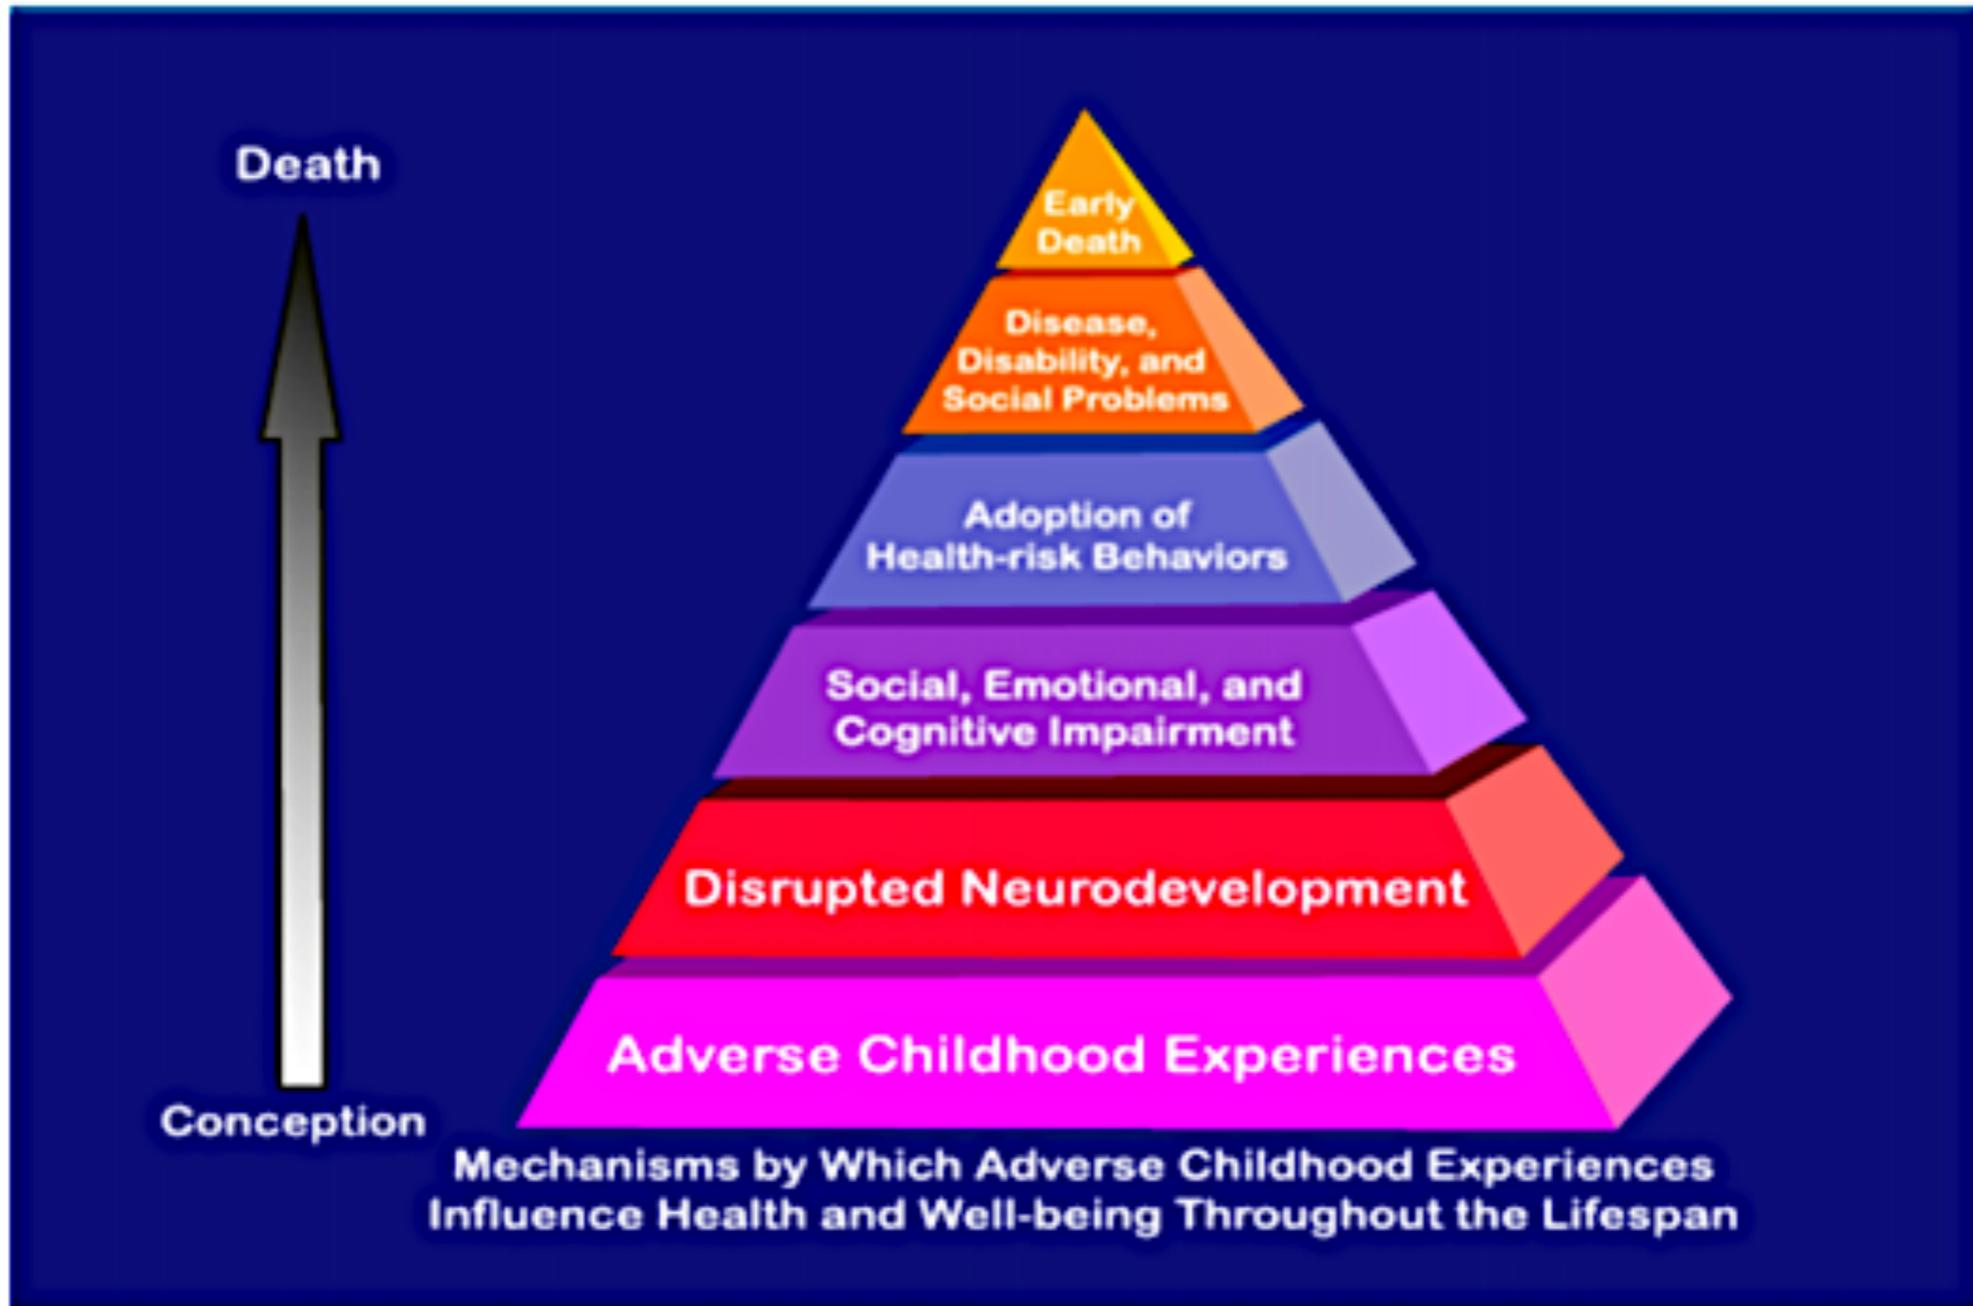 Death
Early
Death
Disease,
Disability, and
Social Problems
Adoption of
Health-risk Behaviors
Social, Emotional, and
Cognitive Impairment
Disrupted Neurodevelopment
Adverse Childhood Experiences
Conception
Mechanisms by Which Adverse Childhood Experiences
Influence Health and Well-being Throughout the Lifespan